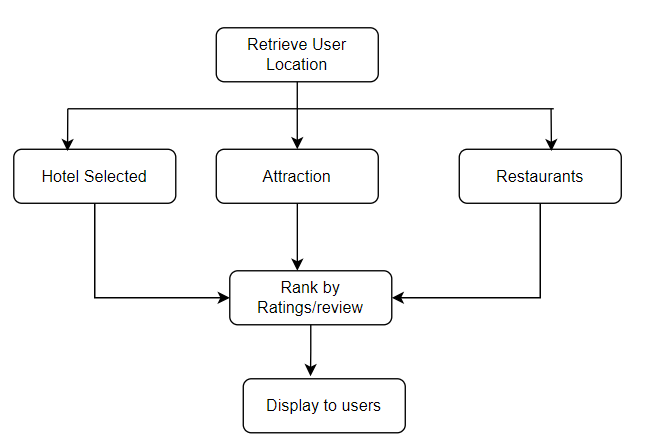 Retrieve User
Location
Hotel Selected
Attraction
Restaurants
Rank by
Ratings/review
Display to users